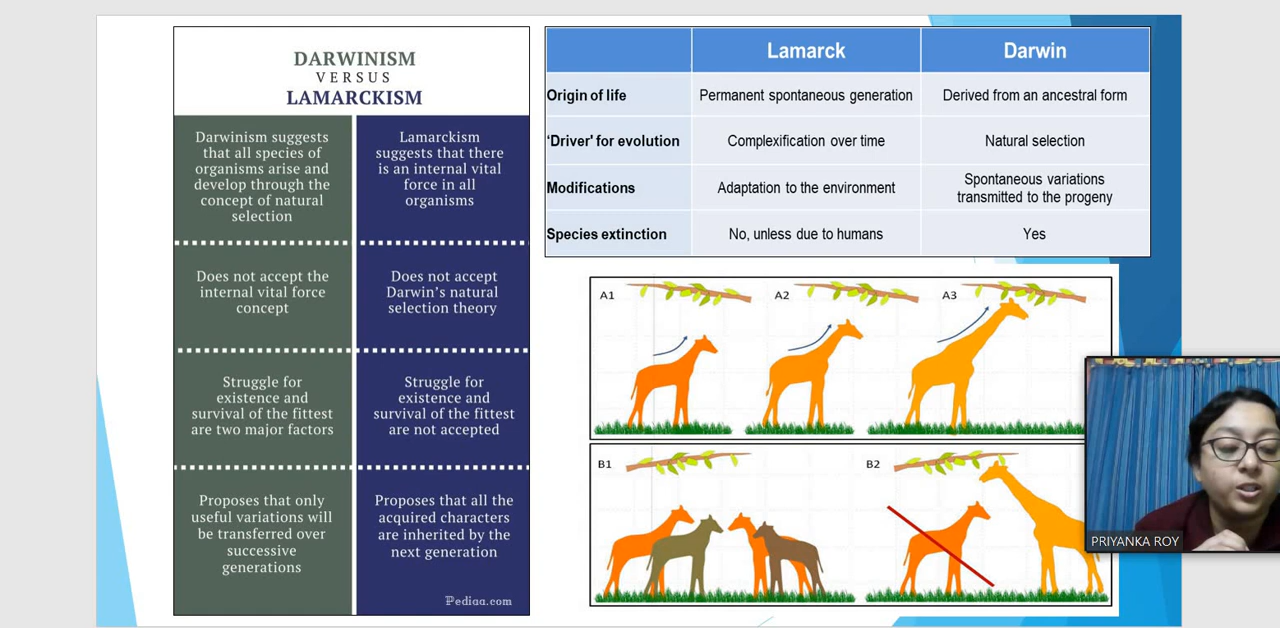 DARWINISM
VERSUS
LAMARCKISM
Darwinism suggests
that all species of
organisms arise and
develop through the
concept of natural
selection
Lamarckism
suggests that there
is an internal vital
force in all
organisms
Does not accept the
internal vital force
concept
Does not accept
Darwin's natural
selection theory
Struggle for
existence and
survival of the fittest
are two major factors
Struggle for
existence and
survival of the fittest
are not accepted
Proposes that only
useful variations will
be transferred over
successive
generations
Proposes that all the
acquired characters
are inherited by the
next generation
Pediaa.com
Lamarck Darwin
Origin of life Permanent spontaneous generation Derived from an ancestral form
'Driver' for evolution Complexification over time Natural selection
Modifications Adaptation to the environment Spontaneous variations
transmitted to the progeny
Species extinction No, unless due to humans Yes
A1 A2 A3
B1 B2
PRIYANKA ROY